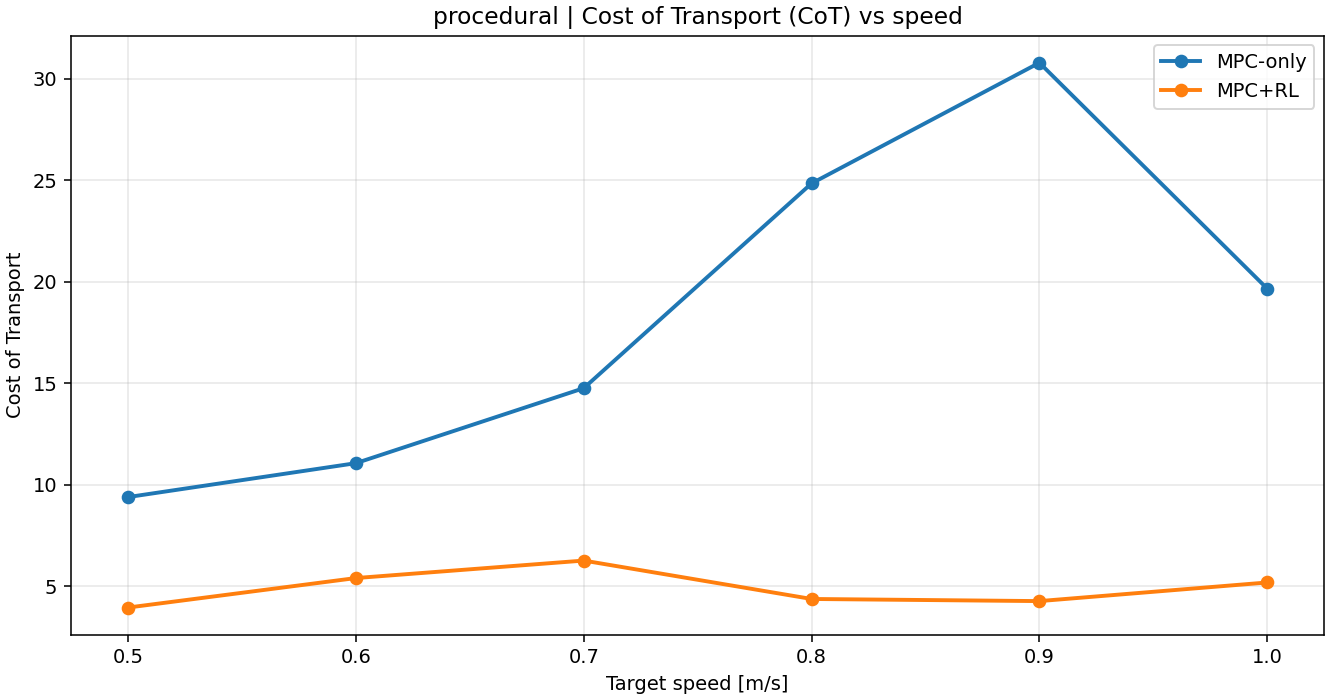 procedural | Cost of Transport (CoT) vs speed
MPC-only
MPC+RL
Cost of Transport
30
25
20
15
10
5
0.5 0.6 0.7 0.8 0.9 1.0
Target speed [m/s]